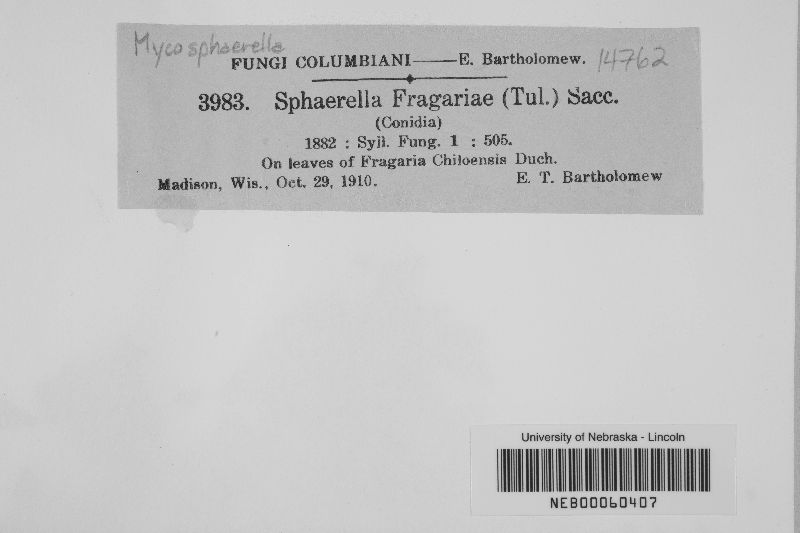 Mycosphaerella
FUNGI COLUMBIANI——E. Bartholomew. 14762
3983. Sphaerella Fragariae (Tul.) Sacc.
(Conidia)
1882 : Syll. Fung. 1 : 505.
On leaves of Fragaria Chiloensis Duch.
Madison, Wis., Oct. 29, 1910. E. T. Bartholomew
University of Nebraska - Lincoln
NEB00060407